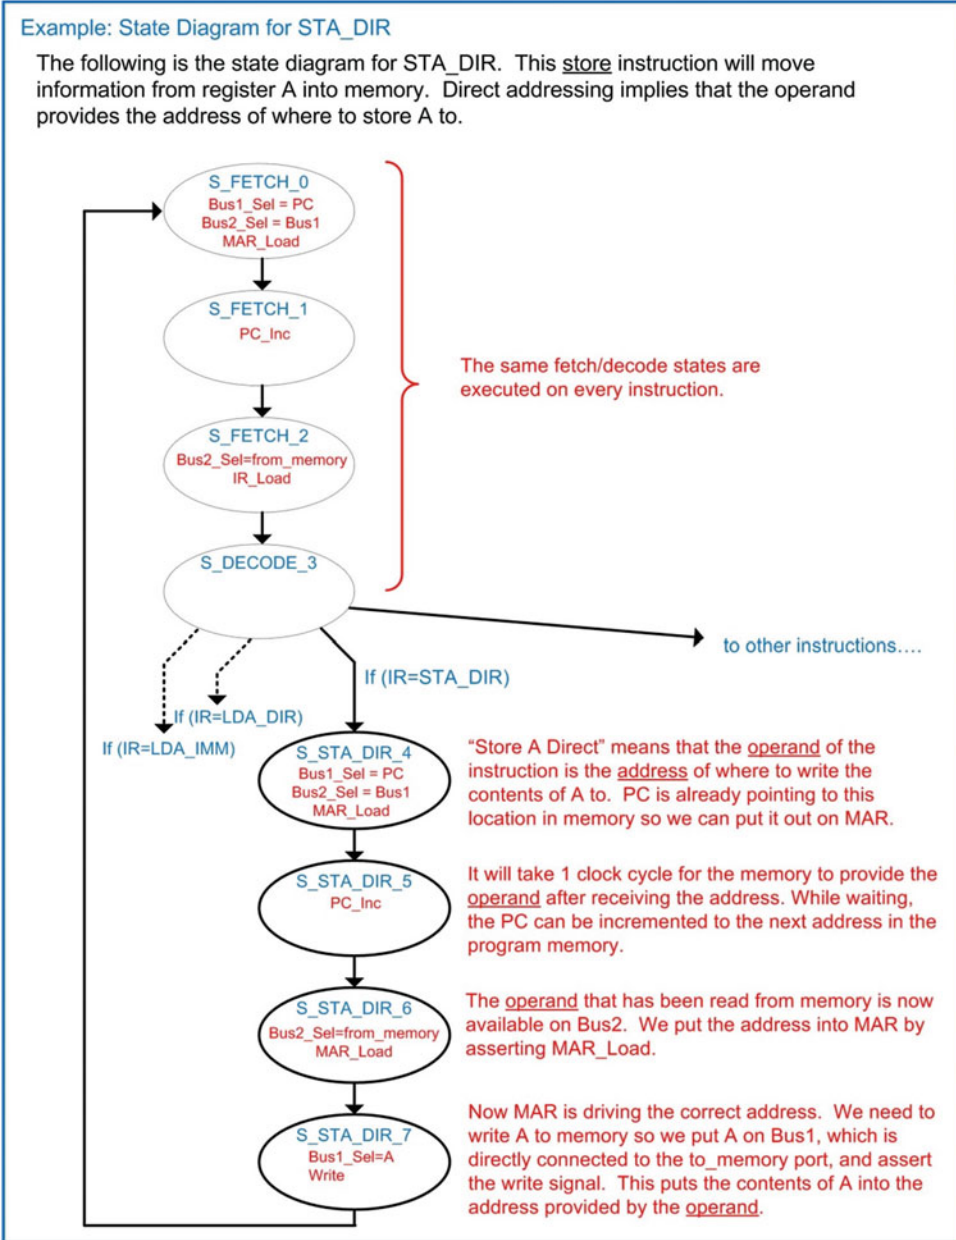 Example: State Diagram for STA_DIR
The following is the state diagram for STA_DIR. This store instruction will move
information from register A into memory. Direct addressing implies that the operand
provides the address of where to store A to.
S_FETCH_0
Bus1_Sel = PC
Bus2_Sel = Bus1
MAR_Load
S_FETCH_1
PC_Inc
The same fetch/decode states are
executed on every instruction.
S_FETCH_2
Bus2_Sel=from_memory
IR_Load
S_DECODE_3
to other instructions....
If (IR=STA_DIR)
If (IR=LDA_DIR)
If (IR=LDA_IMM)
S_STA_DIR_4
Bus1_Sel = PC
Bus2_Sel = Bus1
MAR_Load
“Store A Direct” means that the operand of the
instruction is the address of where to write the
contents of A to. PC is already pointing to this
location in memory so we can put it out on MAR.
S_STA_DIR_5
PC_Inc
It will take 1 clock cycle for the memory to provide the
operand after receiving the address. While waiting,
the PC can be incremented to the next address in the
program memory.
S_STA_DIR_6
Bus2_Sel=from_memory
MAR_Load
The operand that has been read from memory is now
available on Bus2. We put the address into MAR by
asserting MAR_Load.
S_STA_DIR_7
Bus1_Sel=A
Write
Now MAR is driving the correct address. We need to
write A to memory so we put A on Bus1, which is
directly connected to the to_memory port, and assert
the write signal. This puts the contents of A into the
address provided by the operand.